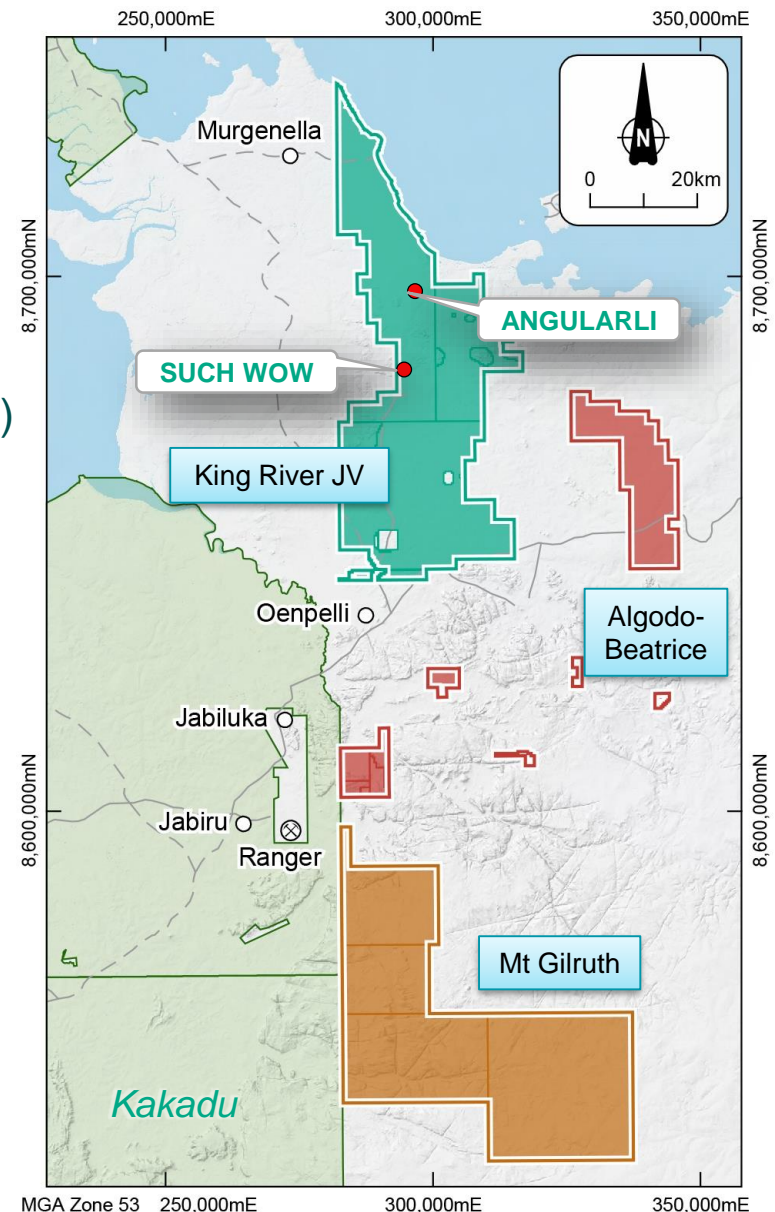 250,000mE 300,000mE 350,000mE
Murgenella
N
0 20km
8,700,000mN
8,700,000mN
ANGULARLI
SUCH WOW
)
King River JV
Oenpelli
Algodo-
Beatrice
Jabiluka
8,600,000mN
8,600,000mN
Jabiru
Ranger
Mt Gilruth
Kakadu
MGA Zone 53 250.000mE 300.000mE 350.000mE